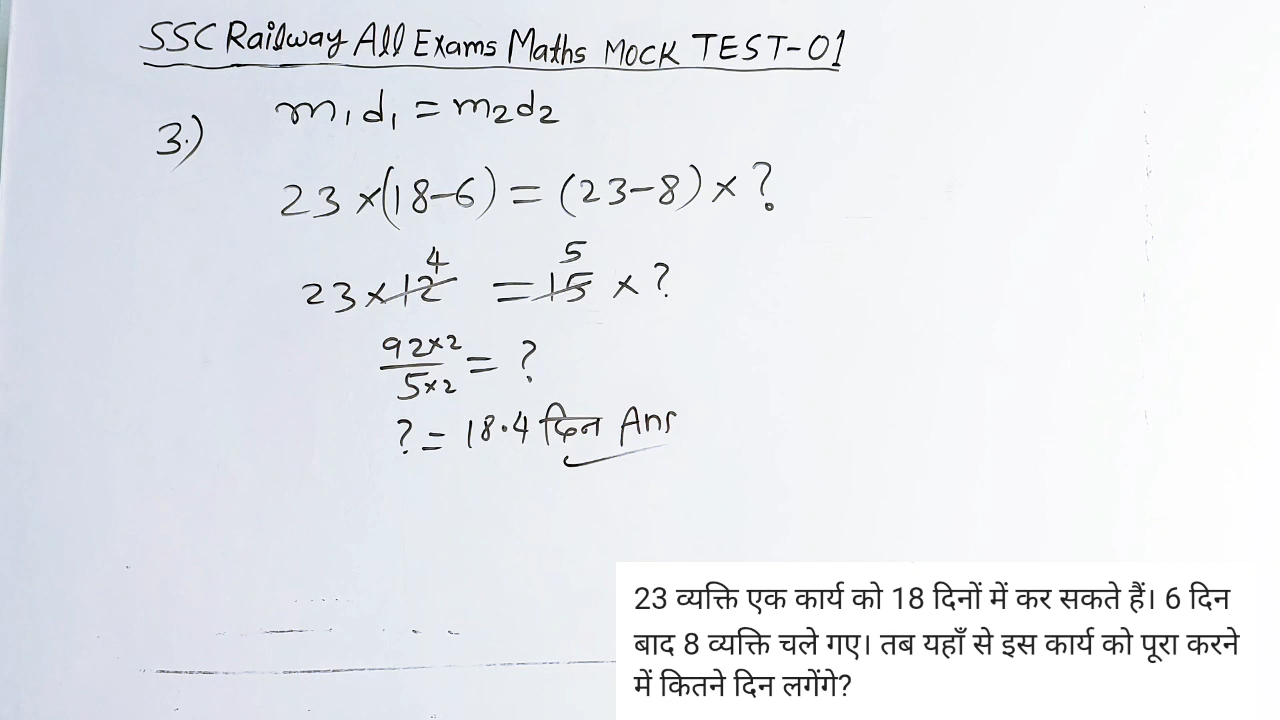 SSC Railway All Exams Maths MOCK TEST-01
3.)
m₁d₁ = m₂d₂
23 ×(18-6) = (23-8) × ?
4 5
23 × 12 = 15 × ?
92×2
5×2
= ?
? = 18.4 दिन Ans
23 व्यक्ति एक कार्य को 18 दिनों में कर सकते हैं। 6 दिन
बाद 8 व्यक्ति चले गए। तब यहाँ से इस कार्य को पूरा करने
में कितने दिन लगेंगे?